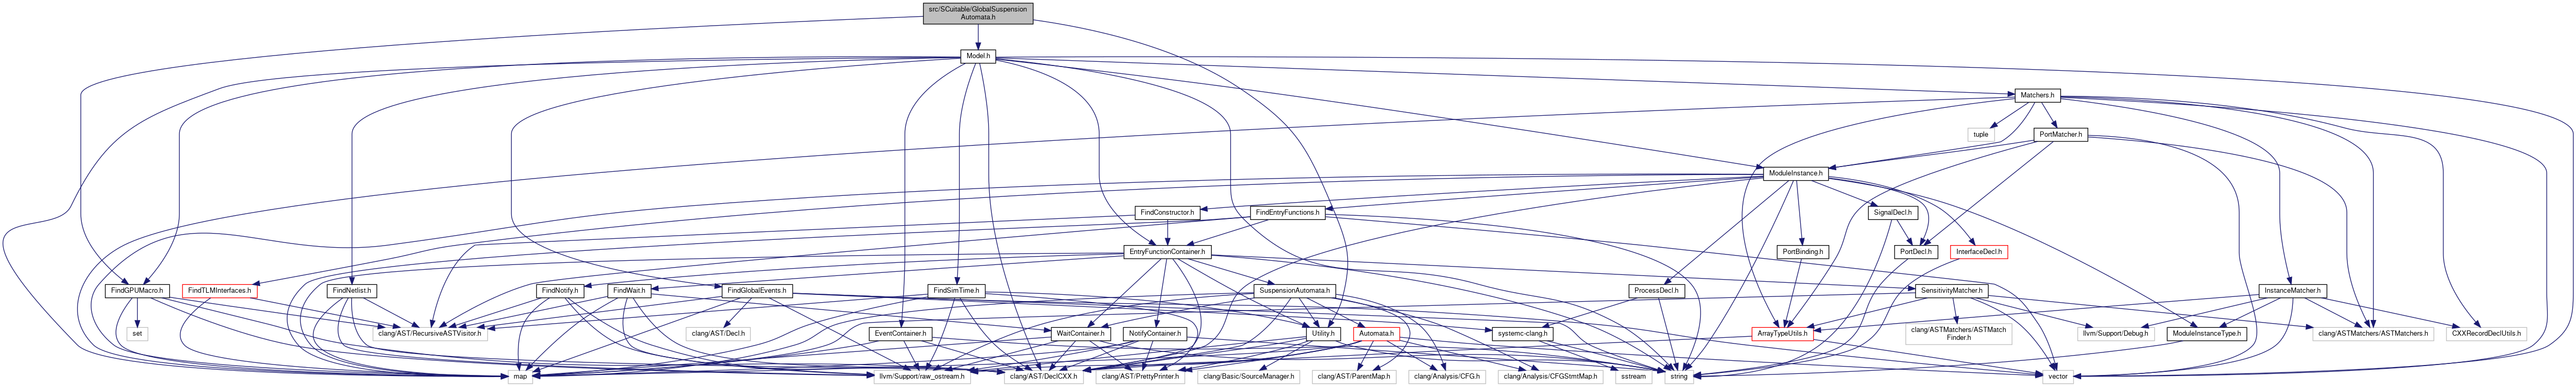 src/SCuitable/GlobalSuspension
Automata.h
Model.h
Matchers.h
tuple
PortMatcher.h
ModuleInstance.h
FindConstructor.h
FindEntryFunctions.h
SignalDecl.h
EntryFunctionContainer.h
PortBinding.h
PortDecl.h
InterfaceDecl.h
FindGPUMacro.h
FindTLMInterfaces.h
FindNetlist.h
FindNotify.h
FindWait.h
FindGlobalEvents.h
FindSimTime.h
SuspensionAutomata.h
ProcessDecl.h
SensitivityMatcher.h
InstanceMatcher.h
set
clang/AST/RecursiveASTVisitor.h
clang/AST/Decl.h
EventContainer.h
WaitContainer.h
NotifyContainer.h
Utility.h
Automata.h
systemc-clang.h
ArrayTypeUtils.h
clang/ASTMatchers/ASTMatch
Finder.h
llvm/Support/Debug.h
ModuleInstanceType.h
clang/ASTMatchers/ASTMatchers.h
CXXRecordDeclUtils.h
map
llvm/Support/raw_ostream.h
clang/AST/DeclCXX.h
clang/AST/PrettyPrinter.h
clang/Basic/SourceManager.h
clang/AST/ParentMap.h
clang/Analysis/CFG.h
clang/Analysis/CFGStmtMap.h
sstream
string
vector